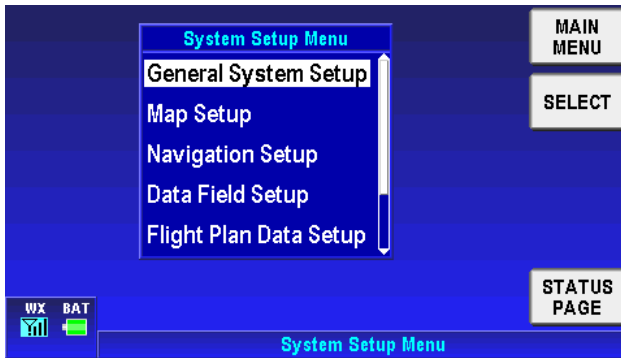 System Setup Menu
General System Setup
Map Setup
Navigation Setup
Data Field Setup
Flight Plan Data Setup
MAIN
MENU
SELECT
STATUS
PAGE
WX BAT
System Setup Menu